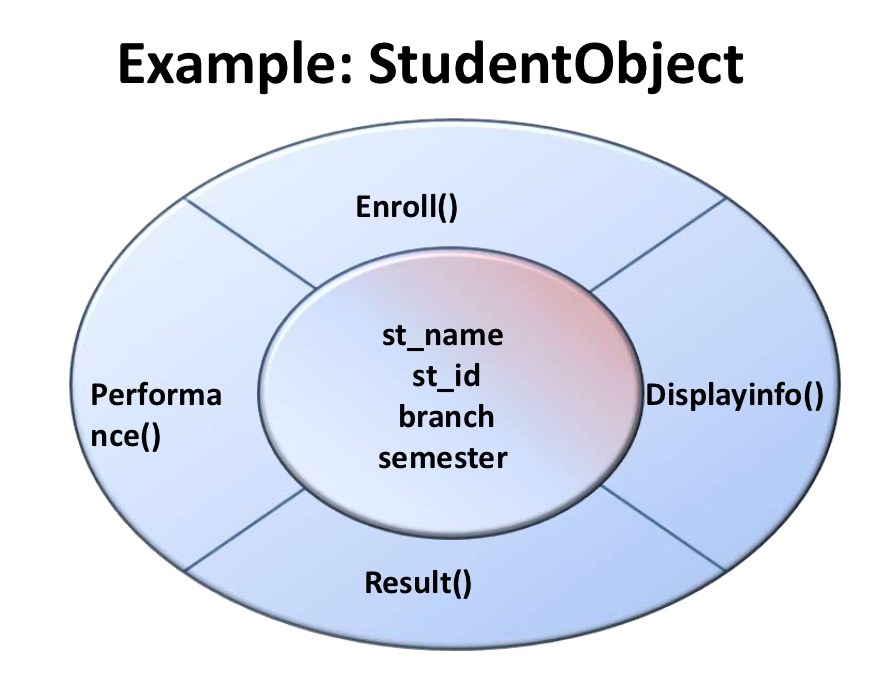 Example: StudentObject
Enroll()
st_name
st_id
branch
semester
Performa
nce()
Displayinfo()
Result()